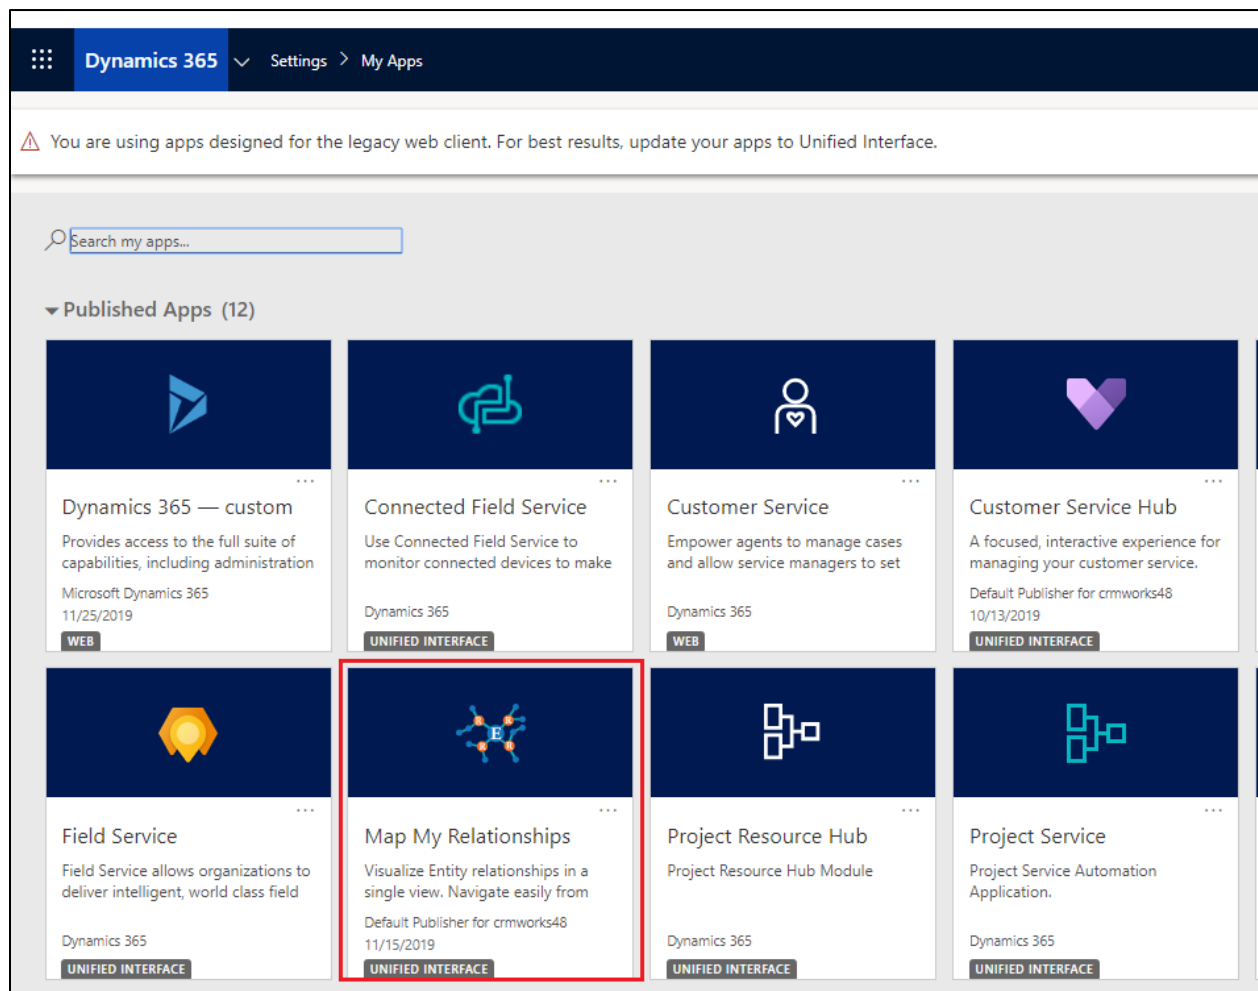 Dynamics 365 Settings > My Apps
You are using apps designed for the legacy web client. For best results, update your apps to Unified Interface.
Search my apps...
Published Apps (12)
Dynamics 365 — custom
Provides access to the full suite of
capabilities, including administration
Microsoft Dynamics 365
11/25/2019
WEB
Connected Field Service
Use Connected Field Service to
monitor connected devices to make
Dynamics 365
UNIFIED INTERFACE
Customer Service
Empower agents to manage cases
and allow service managers to set
Dynamics 365
WEB
Customer Service Hub
A focused, interactive experience for
managing your customer service.
Default Publisher for crmworks48
10/13/2019
UNIFIED INTERFACE
Field Service
Field Service allows organizations to
deliver intelligent, world class field
Dynamics 365
UNIFIED INTERFACE
R R
E
R R
Map My Relationships
Visualize Entity relationships in a
single view. Navigate easily from
Default Publisher for crmworks48
11/15/2019
UNIFIED INTERFACE
Project Resource Hub
Project Resource Hub Module
Dynamics 365
UNIFIED INTERFACE
Project Service
Project Service Automation
Application.
Dynamics 365
UNIFIED INTERFACE